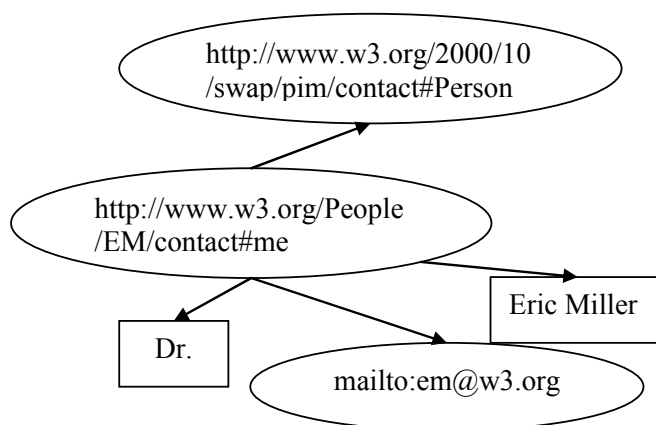 http://www.w3.org/2000/10
/swap/pim/contact#Person
http://www.w3.org/People
/EM/contact#me
Eric Miller
Dr.
mailto:em@w3.org